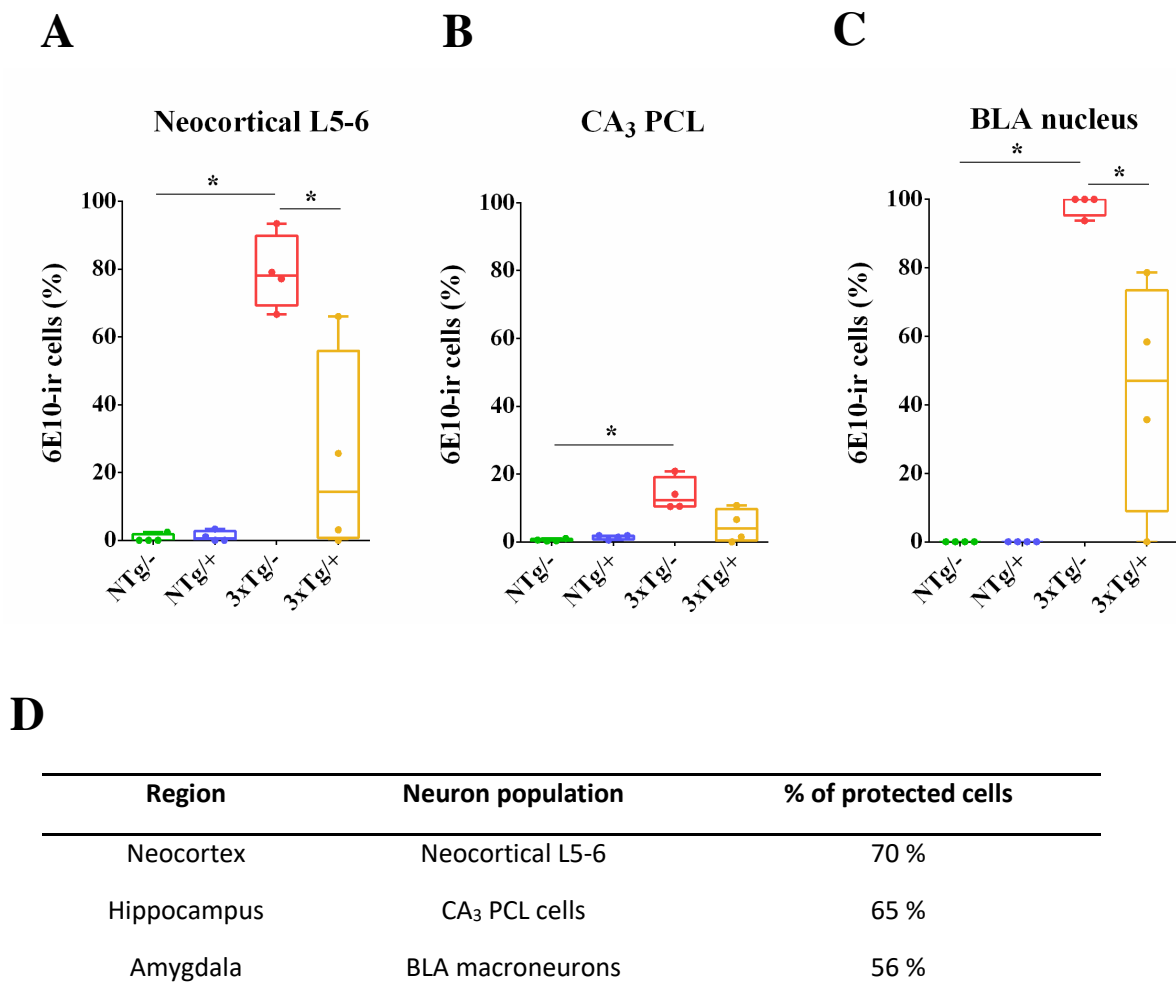 A
B
C
Neocortical L5-6
CA₃ PCL
BLA nucleus
*
*
*
*
*
6E10-ir cells (%)
100
80
60
40
20
0
NTg/-
NTg/+
3xTg/-
3xTg/+
6E10-ir cells (%)
100
80
60
40
20
0
NTg/-
NTg/+
3xTg/-
3xTg/+
6E10-ir cells (%)
100
80
60
40
20
0
NTg/-
NTg/+
3xTg/-
3xTg/+
D
Region Neuron population % of protected cells
Neocortex Neocortical L5-6 70 %
Hippocampus CA₃ PCL cells 65 %
Amygdala BLA macroneurons 56 %